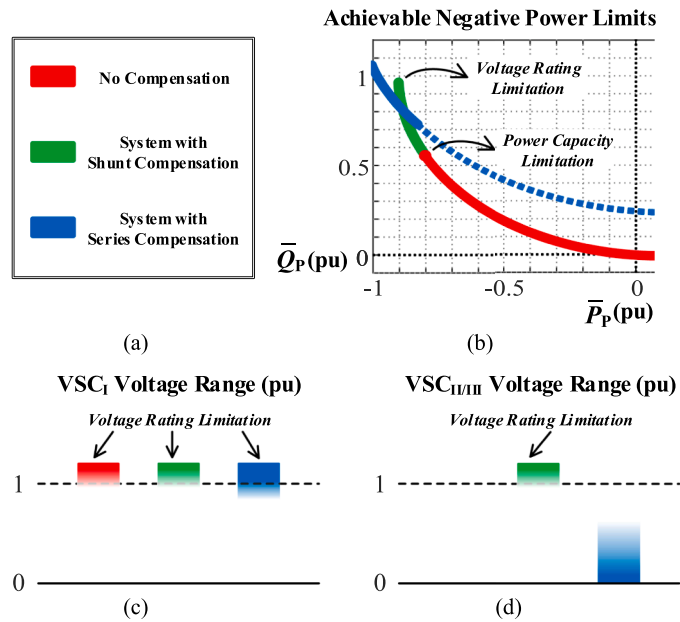 No Compensation
System with
Shunt Compensation
System with
Series Compensation
(a)
Achievable Negative Power Limits
Voltage Rating
Limitation
Power Capacity
Limitation
1
0.5
0
Q̅P (pu)
-1
-0.5
0
P̅P (pu)
(b)
VSCI Voltage Range (pu)
Voltage Rating Limitation
1
0
(c)
VSCII/III Voltage Range (pu)
Voltage Rating Limitation
1
0
(d)